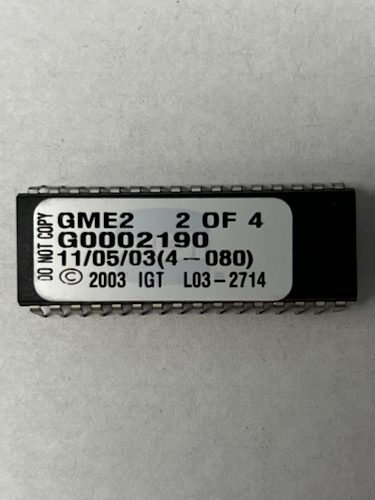 DO NOT COPY
GME2 2 OF 4
G0002190
11/05/03(4-080)
© 2003 IGT L03-2714